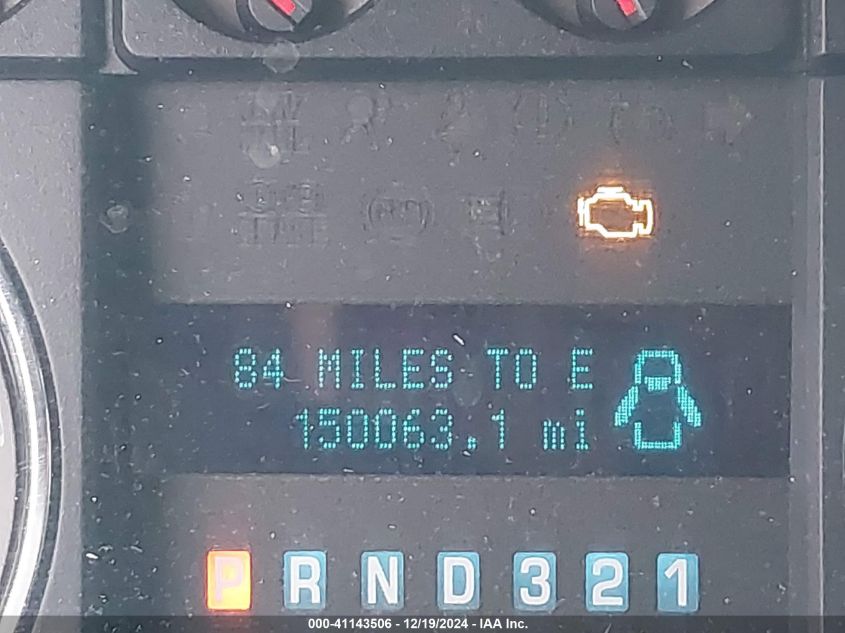 84 MILES TO E
150063.1 mi
P R N D 3 2 1
000-41143506 - 12/19/2024 - IAA Inc.